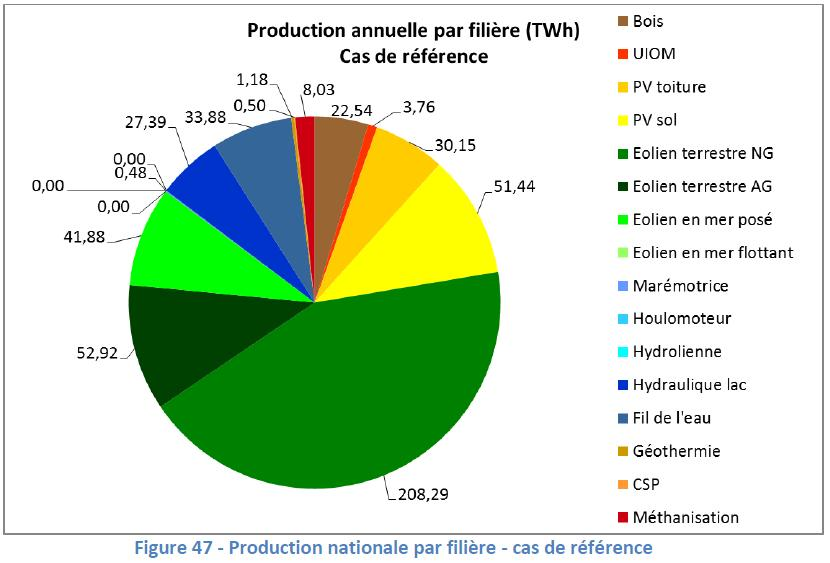 Production annuelle par filière (TWh)
Cas de référence
1,18
8,03
0,50
22,54
3,76
33,88
27,39
30,15
0,00
0,48
0,00
51,44
0,00
41,88
52,92
208,29
Bois
UIOM
PV toiture
PV sol
Eolien terrestre NG
Eolien terrestre AG
Eolien en mer posé
Eolien en mer flottant
Marémotrice
Houlomoteur
Hydrolienne
Hydraulique lac
Fil de l'eau
Géothermie
CSP
Méthanisation
Figure 47 - Production nationale par filière - cas de référence